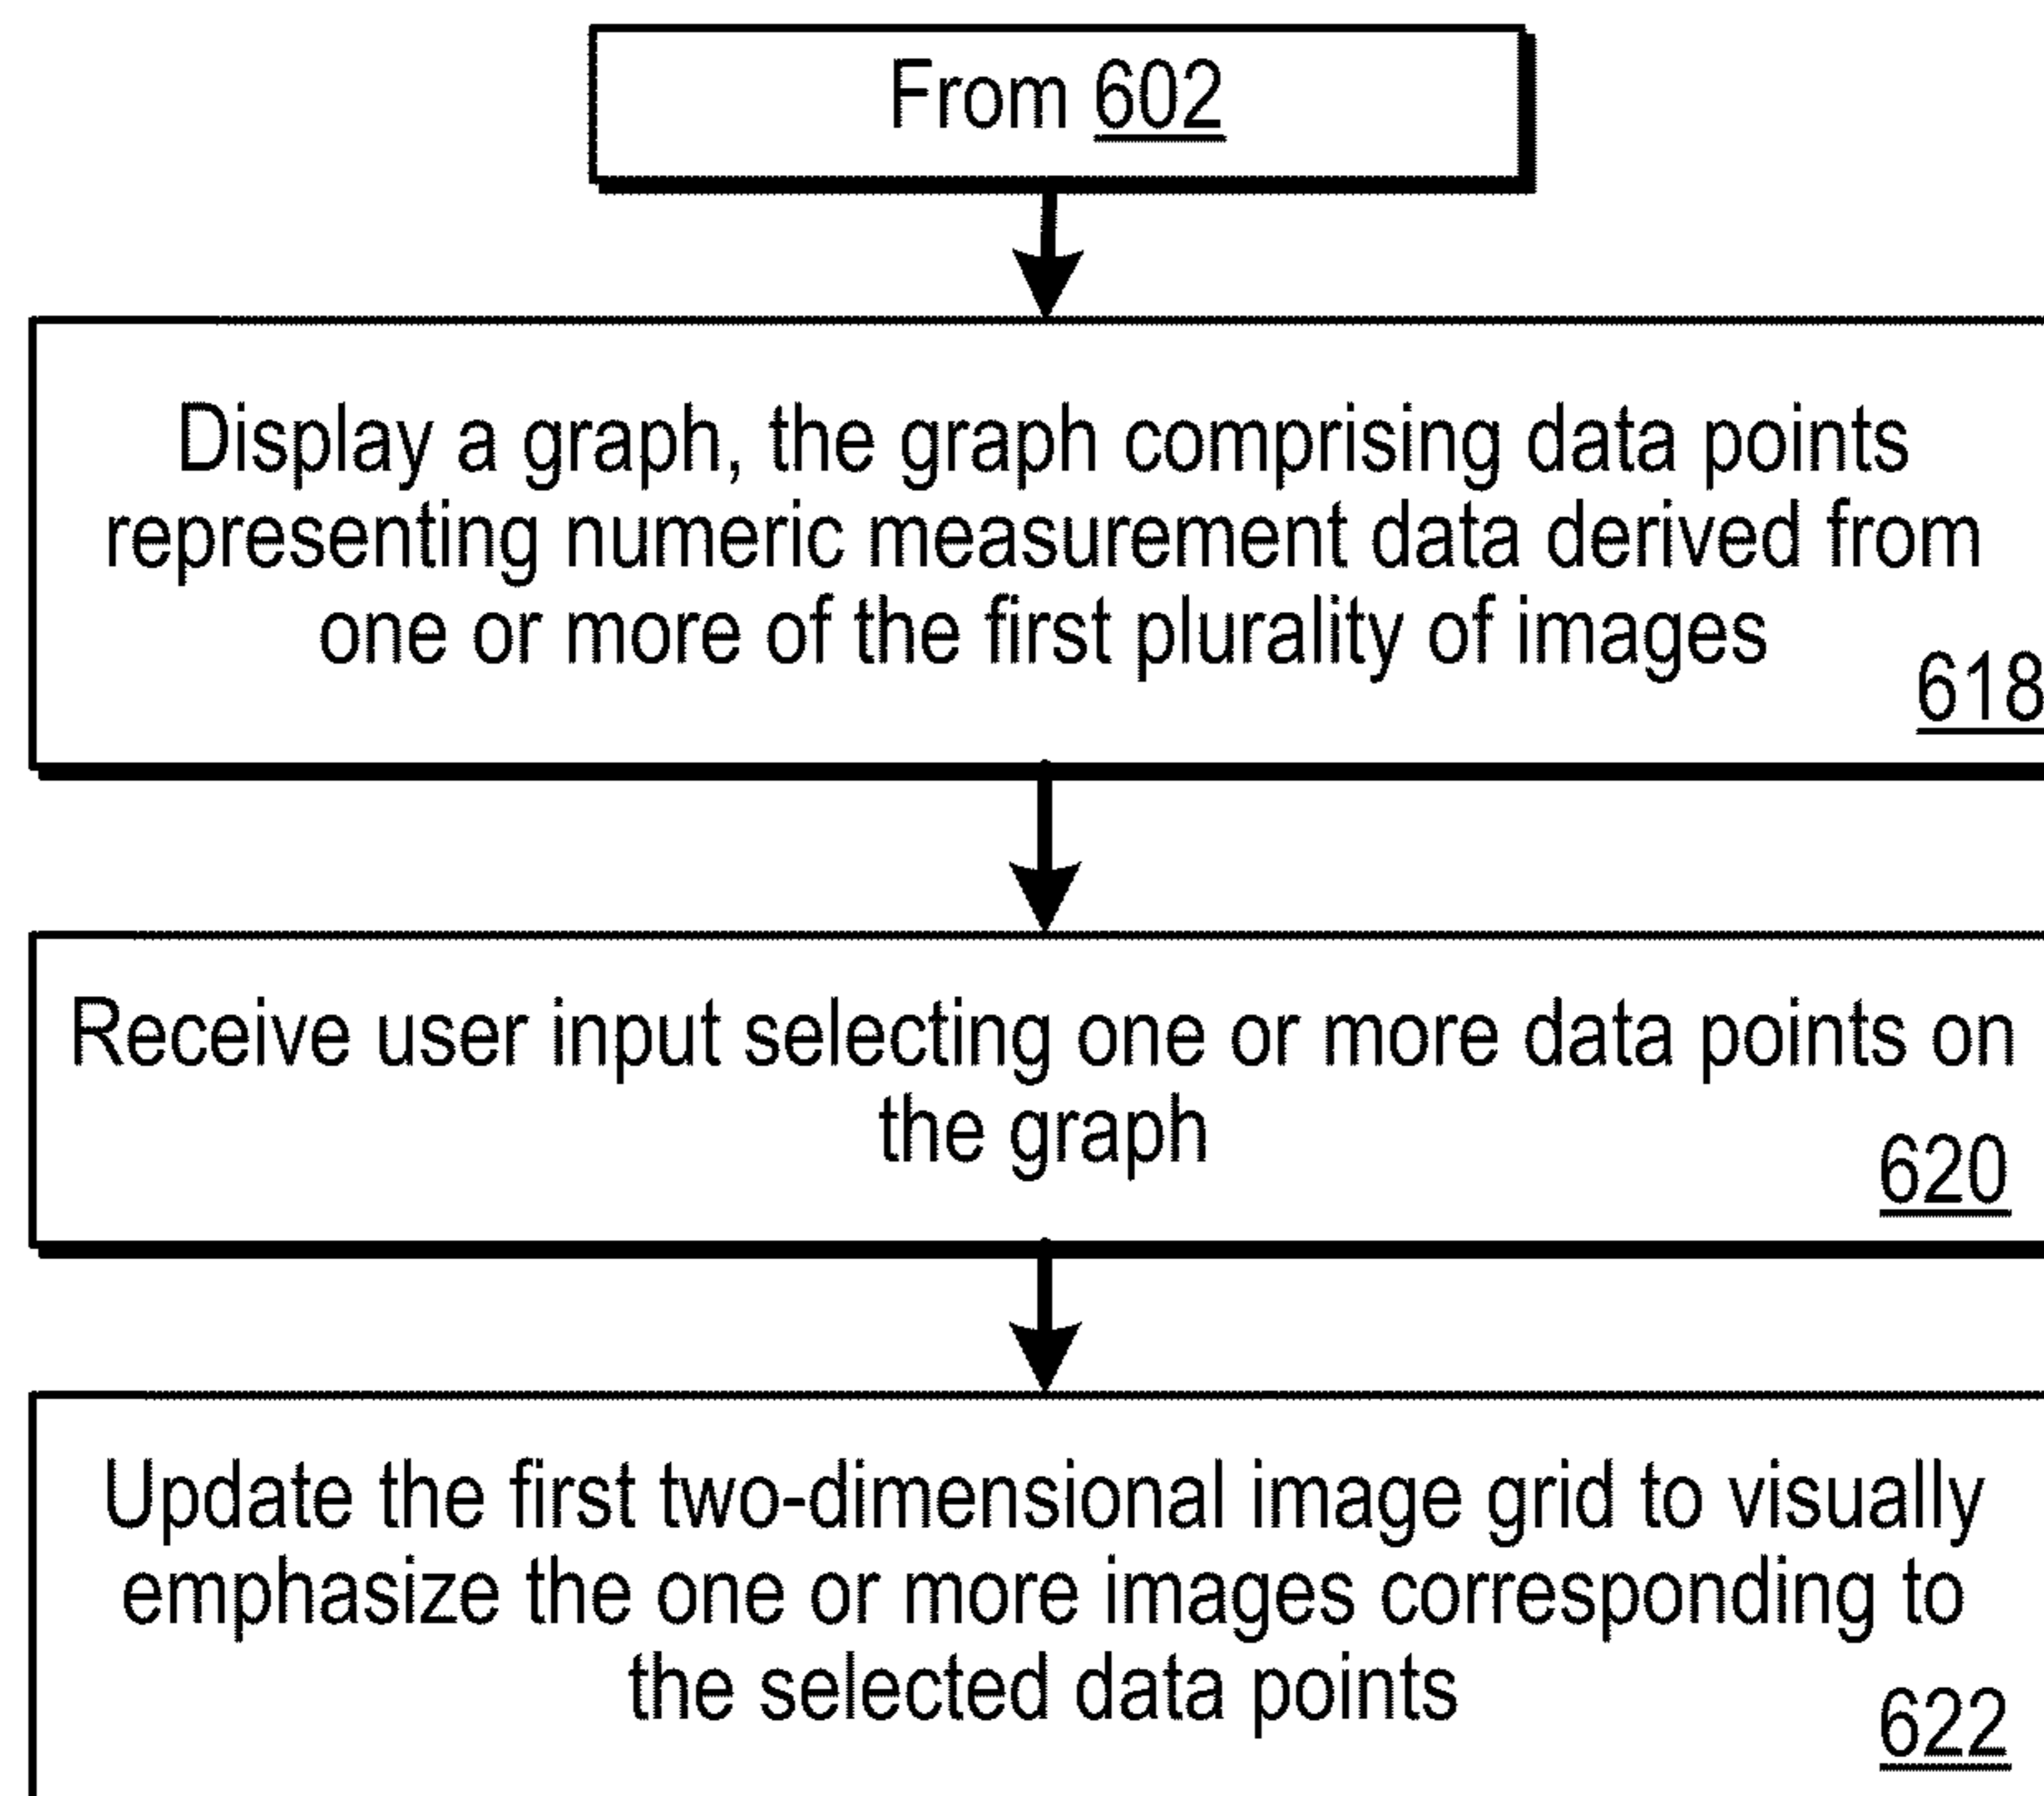 From 602
Display a graph, the graph comprising data points
representing numeric measurement data derived from
one or more of the first plurality of images
618
Receive user input selecting one or more data points on
the graph
620
Update the first two-dimensional image grid to visually
emphasize the one or more images corresponding to
the selected data points
622